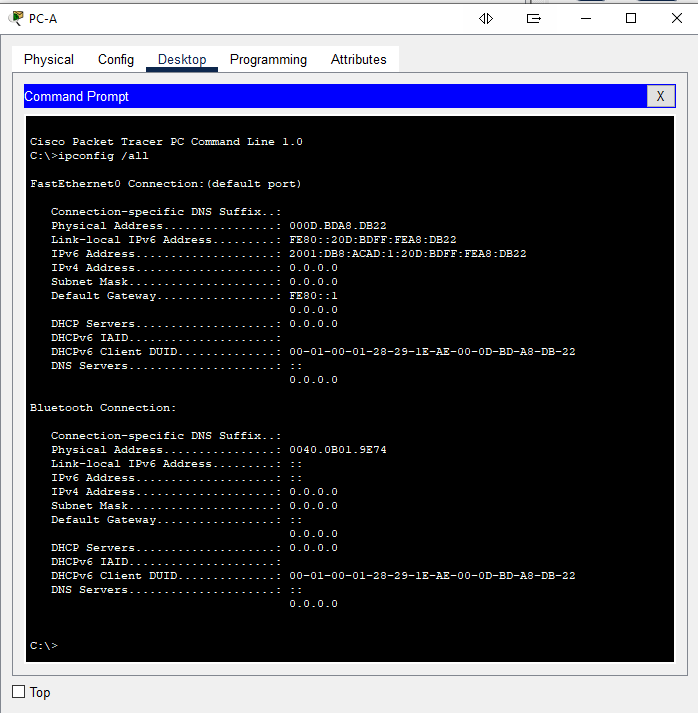 PC-A
Physical Config Desktop Programming Attributes
Command Prompt X
Cisco Packet Tracer PC Command Line 1.0
C:\>ipconfig /all
FastEthernet0 Connection:(default port)
Connection-specific DNS Suffix..:
Physical Address................: 000D.BDA8.DB22
Link-local IPv6 Address.........: FE80::20D:BDFF:FEA8:DB22
IPv6 Address....................: 2001:DB8:ACAD:1:20D:BDFF:FEA8:DB22
IPv4 Address....................: 0.0.0.0
Subnet Mask.....................: 0.0.0.0
Default Gateway.................: FE80::1
0.0.0.0
DHCP Servers....................: 0.0.0.0
DHCPv6 IAID.....................:
DHCPv6 Client DUID..............: 00-01-00-01-28-29-1E-AE-00-0D-BD-A8-DB-22
DNS Servers.....................: ::
0.0.0.0
Bluetooth Connection:
Connection-specific DNS Suffix..:
Physical Address................: 0040.0B01.9E74
Link-local IPv6 Address.........: ::
IPv6 Address....................: ::
IPv4 Address....................: 0.0.0.0
Subnet Mask.....................: 0.0.0.0
Default Gateway.................: ::
0.0.0.0
DHCP Servers....................: 0.0.0.0
DHCPv6 IAID.....................:
DHCPv6 Client DUID..............: 00-01-00-01-28-29-1E-AE-00-0D-BD-A8-DB-22
DNS Servers.....................: ::
0.0.0.0
C:\>
Top